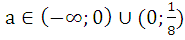 a ∈ (−∞; 0) ∪ (0; 1/8)